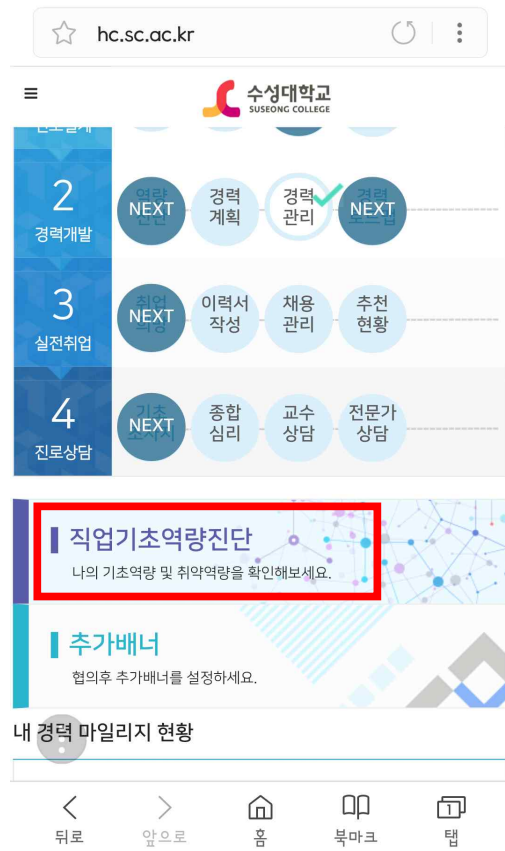 hc.sc.ac.kr
수성대학교
SUSEONG COLLEGE
2
경력개발
NEXT
경력
계획
경력
관리
NEXT
3
실전취업
NEXT
이력서
작성
채용
관리
추천
현황
4
진로상담
NEXT
종합
심리
교수
상담
전문가
상담
직업기초역량진단
나의 기초역량 및 취약역량을 확인해보세요.
추가배너
협의후 추가배너를 설정하세요.
내 경력 마일리지 현황
뒤로
앞으로
홈
북마크
1
탭